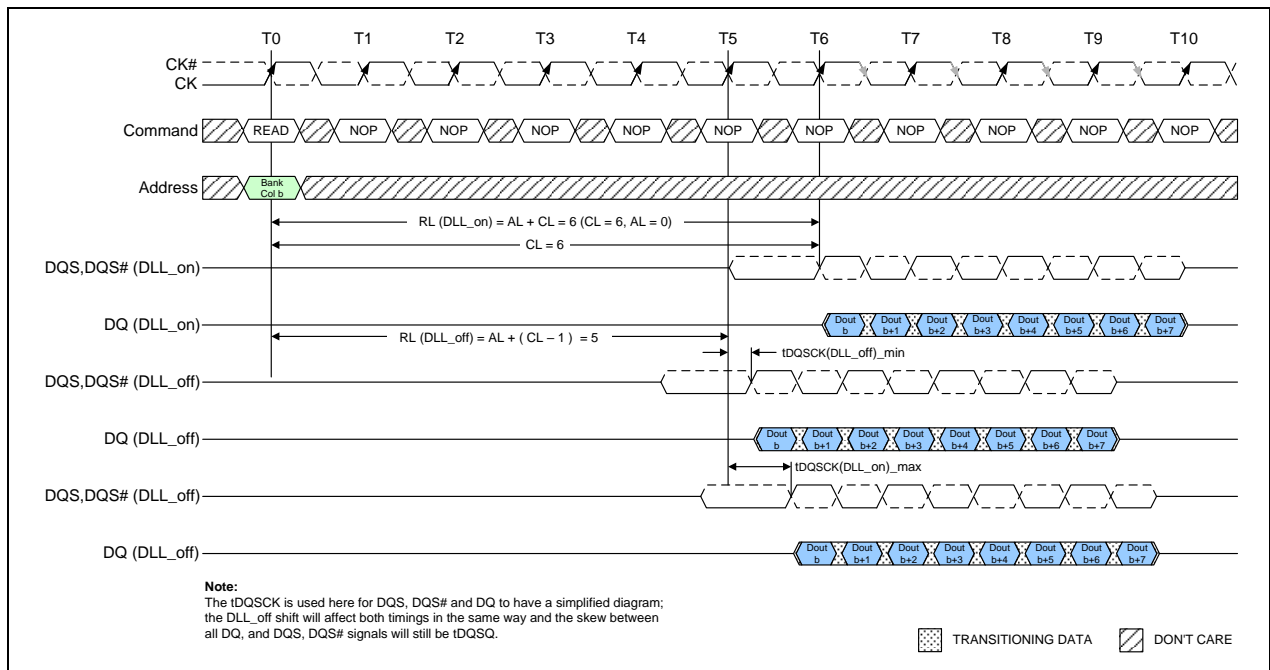 T0 T1 T2 T3 T4 T5 T6 T7 T8 T9 T10
CK#
CK
Command READ NOP NOP NOP NOP NOP NOP NOP NOP NOP NOP
Address Bank
Col b
RL (DLL_on) = AL + CL = 6 (CL = 6, AL = 0)
CL = 6
DQS,DQS# (DLL_on)
DQ (DLL_on) Dout Dout Dout Dout Dout Dout Dout Dout
b b+1 b+2 b+3 b+4 b+5 b+6 b+7
RL (DLL_off) = AL + ( CL – 1 ) = 5
tDQSCK(DLL_off)_min
DQS,DQS# (DLL_off)
DQ (DLL_off) Dout Dout Dout Dout Dout Dout Dout Dout
b b+1 b+2 b+3 b+4 b+5 b+6 b+7
tDQSCK(DLL_on)_max
DQS,DQS# (DLL_off)
DQ (DLL_off) Dout Dout Dout Dout Dout Dout Dout Dout
b b+1 b+2 b+3 b+4 b+5 b+6 b+7
Note:
The tDQSCK is used here for DQS, DQS# and DQ to have a simplified diagram;
the DLL_off shift will affect both timings in the same way and the skew between
all DQ, and DQS, DQS# signals will still be tDQSQ.
TRANSITIONING DATA DON'T CARE